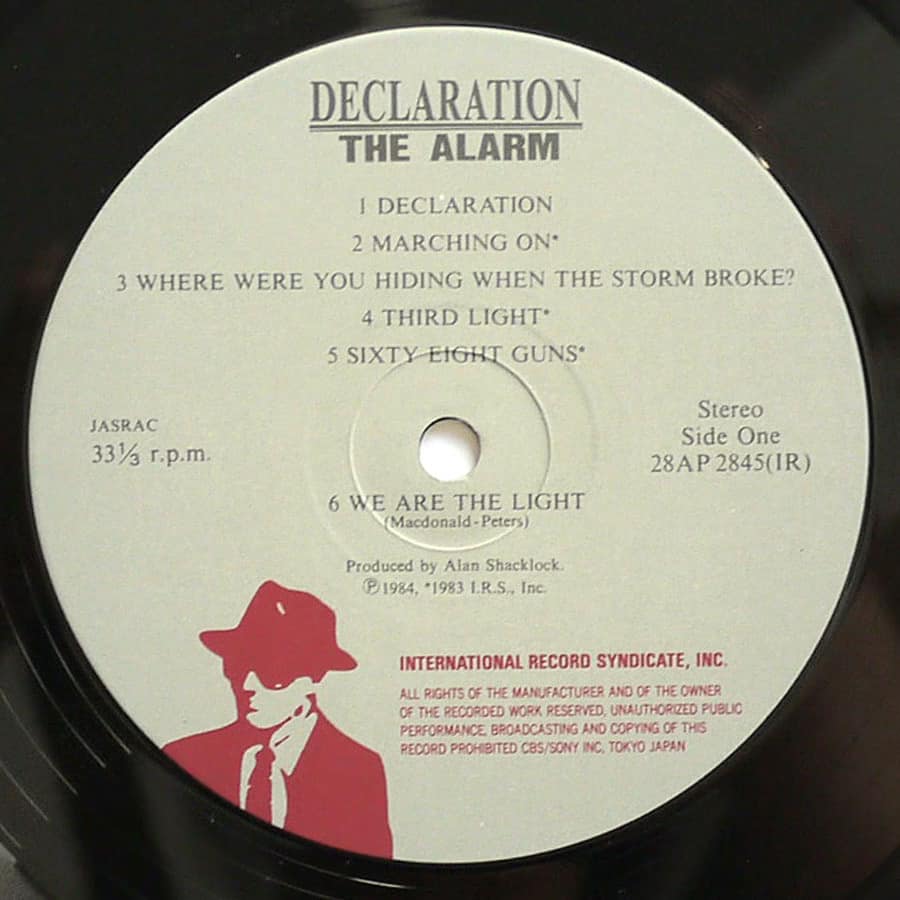 DECLARATION
THE ALARM
1 DECLARATION
2 MARCHING ON*
3 WHERE WERE YOU HIDING WHEN THE STORM BROKE?
4 THIRD LIGHT*
5 SIXTY EIGHT GUNS*
JASRAC
33⅓ r.p.m.
Stereo
Side One
28AP 2845(IR)
6 WE ARE THE LIGHT
(Macdonald-Peters)
Produced by Alan Shacklock.
℗1984, *1983 I.R.S., Inc.
INTERNATIONAL RECORD SYNDICATE, INC.
ALL RIGHTS OF THE MANUFACTURER AND OF THE OWNER
OF THE RECORDED WORK RESERVED, UNAUTHORIZED PUBLIC
PERFORMANCE, BROADCASTING AND COPYING OF THIS
RECORD PROHIBITED CBS/SONY INC, TOKYO JAPAN